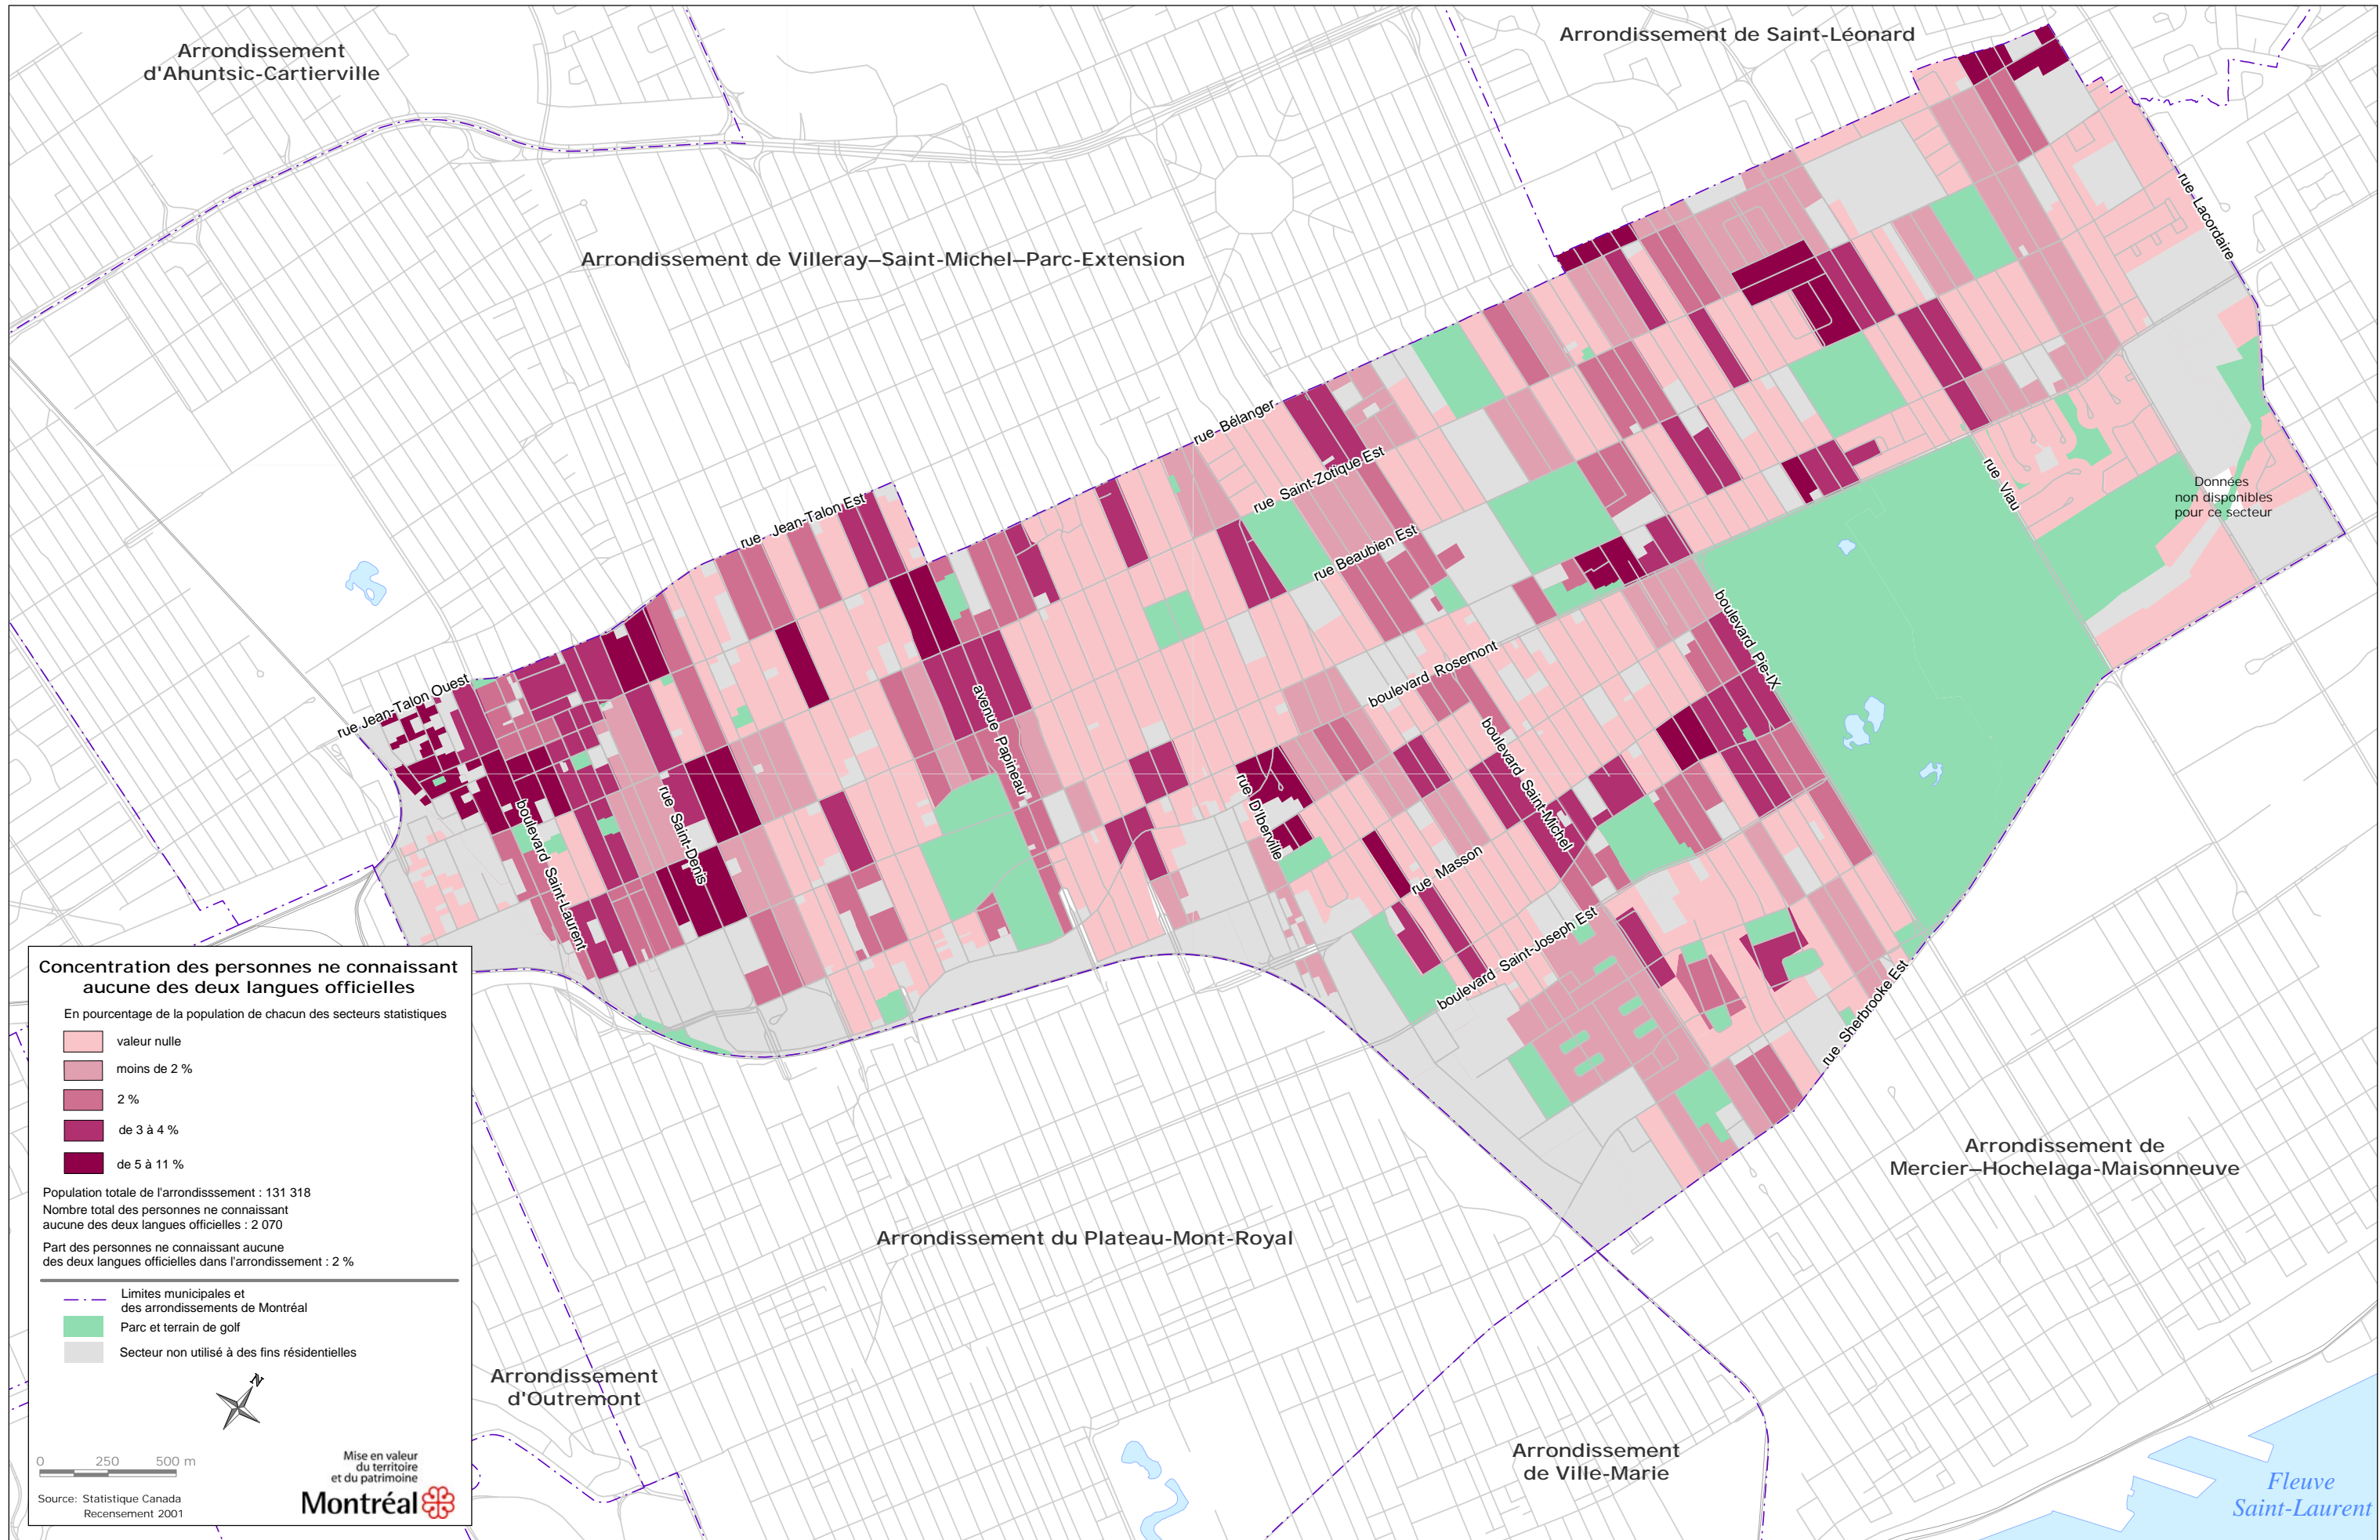 Arrondissement
d'Ahuntsic-Cartierville
Arrondissement de Saint-Léonard
Arrondissement de Villeray–Saint-Michel–Parc-Extension
rue Lacordaire
rue Bélanger
rue Saint-Zotique Est
rue Jean-Talon Est
rue Beaubien Est
rue Viau
Données
non disponibles
pour ce secteur
boulevard Pie-IX
boulevard Rosemont
rue Jean-Talon Ouest
avenue Papineau
boulevard Saint-Michel
rue D'Iberville
rue Saint-Denis
boulevard Saint-Laurent
rue Masson
boulevard Saint-Joseph Est
rue Sherbrooke Est
Concentration des personnes ne connaissant
aucune des deux langues officielles
En pourcentage de la population de chacun des secteurs statistiques
valeur nulle
moins de 2 %
2 %
de 3 à 4 %
de 5 à 11 %
Population totale de l'arrondisssement : 131 318
Nombre total des personnes ne connaissant
aucune des deux langues officielles : 2 070
Part des personnes ne connaissant aucune
des deux langues officielles dans l'arrondissement : 2 %
Limites municipales et
des arrondissements de Montréal
Parc et terrain de golf
Secteur non utilisé à des fins résidentielles
N
0 250 500 m
Source: Statistique Canada
Recensement 2001
Mise en valeur
du territoire
et du patrimoine
Montréal
Arrondissement de
Mercier–Hochelaga-Maisonneuve
Arrondissement du Plateau-Mont-Royal
Arrondissement
d'Outremont
Arrondissement
de Ville-Marie
Fleuve
Saint-Laurent